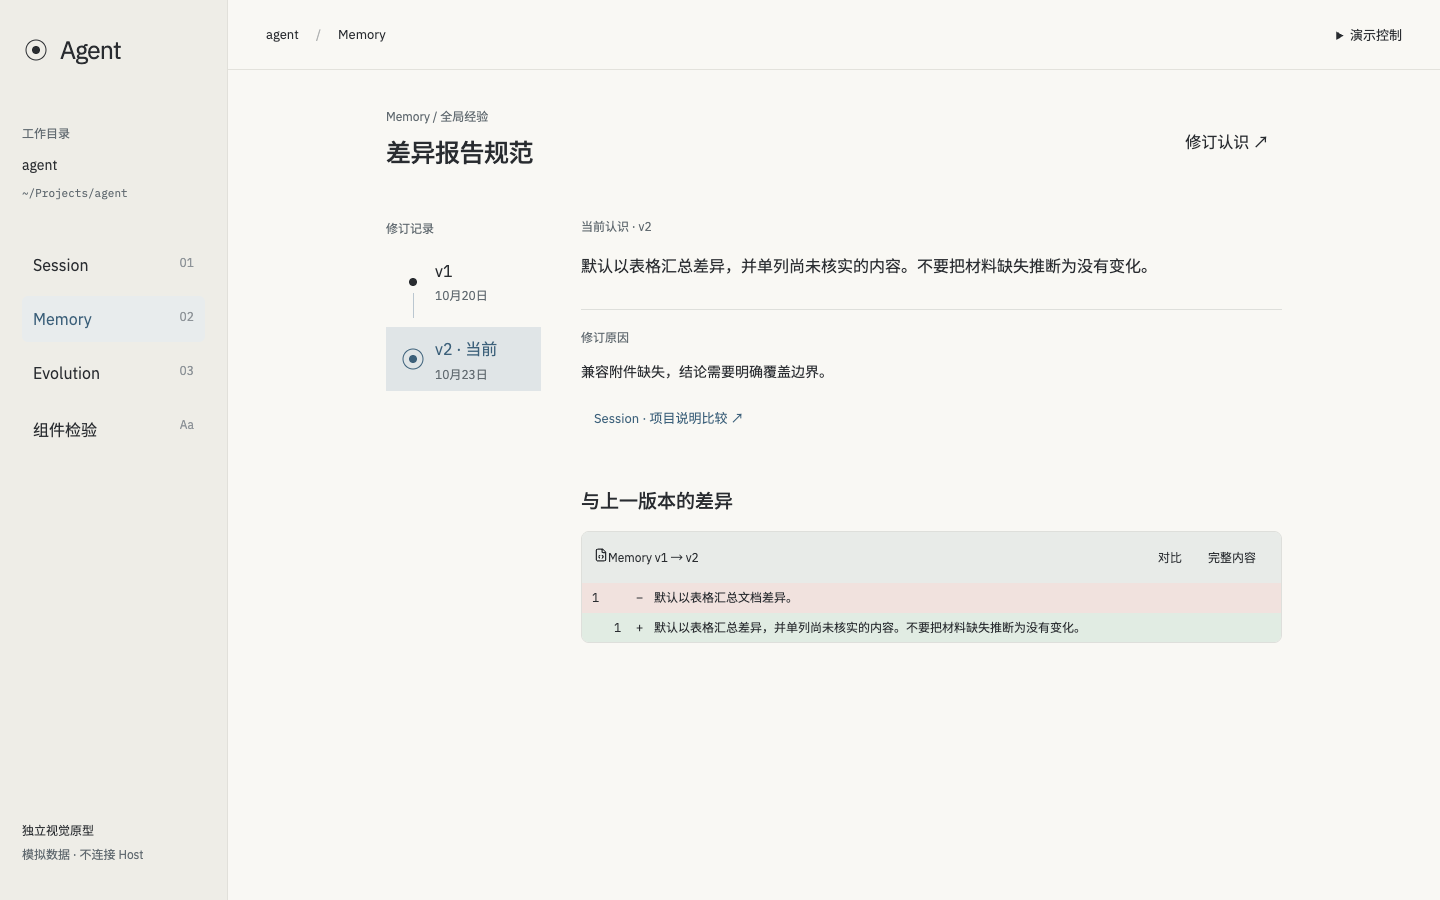 Agent
工作目录
agent
~/Projects/agent
Session 01
Memory 02
Evolution 03
组件检验 Aa
独立视觉原型
模拟数据 · 不连接 Host
agent / Memory
▶ 演示控制
Memory / 全局经验
差异报告规范
修订认识 ↗
修订记录
v1
10月20日
v2 · 当前
10月23日
当前认识 · v2
默认以表格汇总差异，并单列尚未核实的内容。不要把材料缺失推断为没有变化。
修订原因
兼容附件缺失，结论需要明确覆盖边界。
Session · 项目说明比较 ↗
与上一版本的差异
Memory v1 → v2 对比 完整内容
1 − 默认以表格汇总文档差异。
1 + 默认以表格汇总差异，并单列尚未核实的内容。不要把材料缺失推断为没有变化。